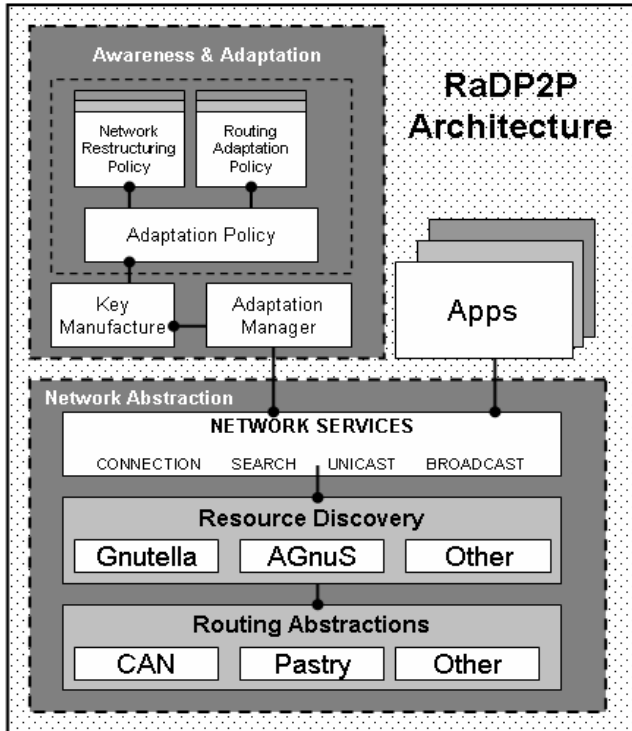 Awareness & Adaptation
RaDP2P
Architecture
Network
Restructuring
Policy
Routing
Adaptation
Policy
Adaptation Policy
Key
Manufacture
Adaptation
Manager
Apps
Network Abstraction
NETWORK SERVICES
CONNECTION SEARCH UNICAST BROADCAST
Resource Discovery
Gnutella AGnuS Other
Routing Abstractions
CAN Pastry Other